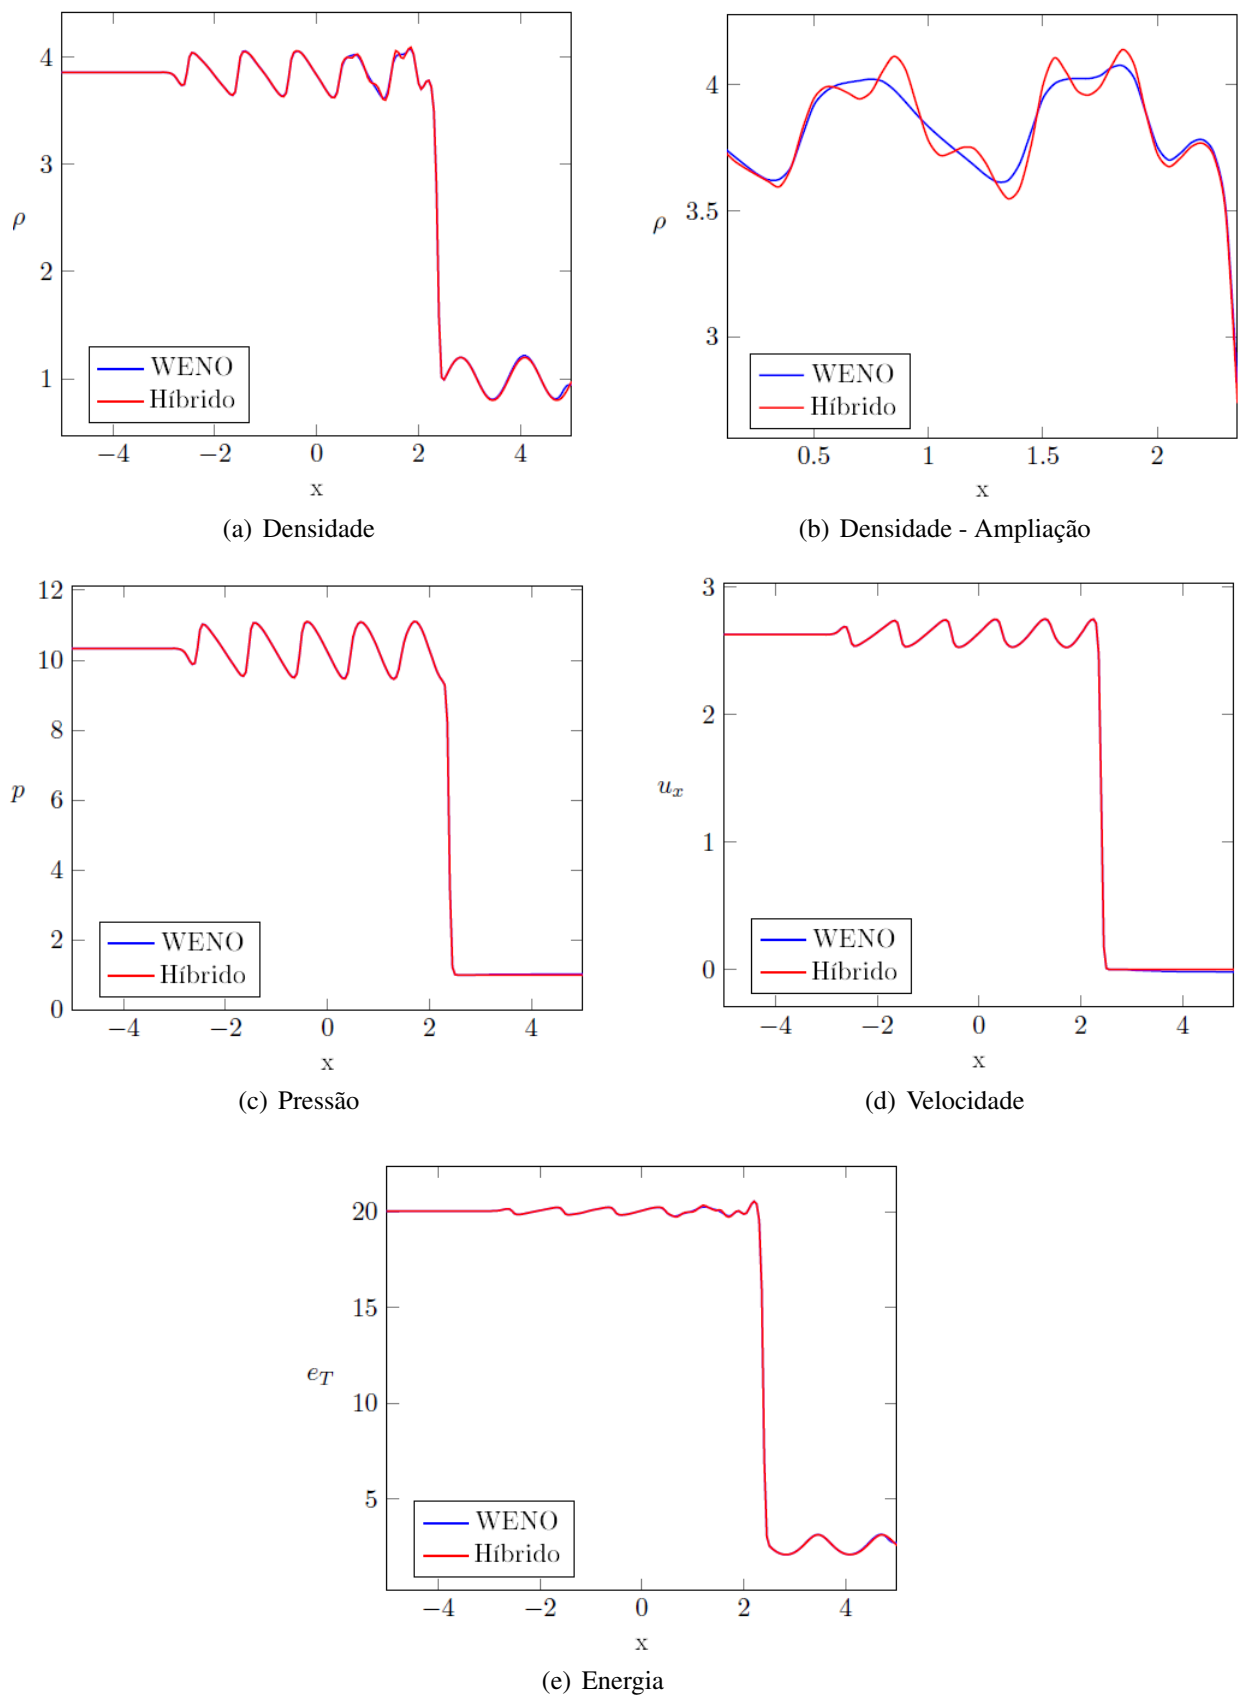 4
3
ρ
2
1
WENO
Híbrido
−4 −2 0 2 4
x
(a) Densidade
4
3.5
ρ
3
WENO
Híbrido
0.5 1 1.5 2
x
(b) Densidade - Ampliação
12
10
8
p
6
4
2
0
WENO
Híbrido
−4 −2 0 2 4
x
(c) Pressão
3
2
u_x
1
0
WENO
Híbrido
−4 −2 0 2 4
x
(d) Velocidade
20
15
e_T
10
5
WENO
Híbrido
−4 −2 0 2 4
x
(e) Energia